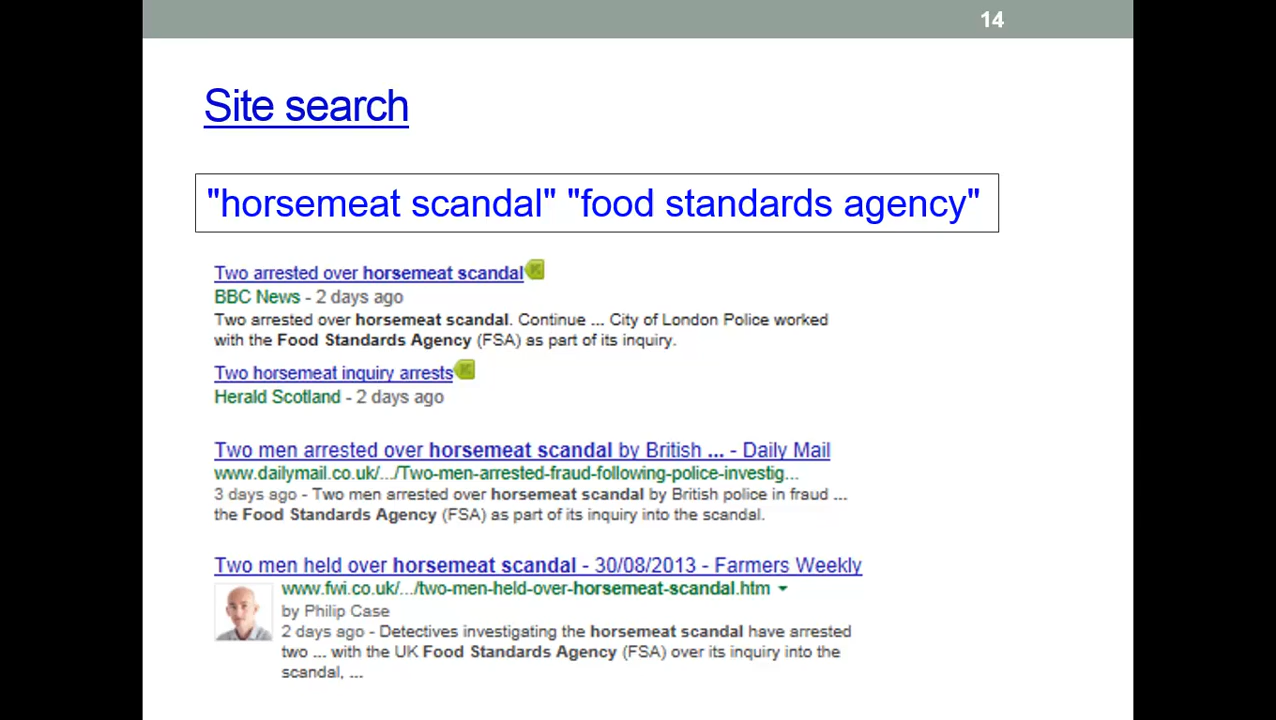 14
Site search
"horsemeat scandal" "food standards agency"
Two arrested over horsemeat scandal
BBC News - 2 days ago
Two arrested over horsemeat scandal. Continue ... City of London Police worked
with the Food Standards Agency (FSA) as part of its inquiry.
Two horsemeat inquiry arrests
Herald Scotland - 2 days ago
Two men arrested over horsemeat scandal by British ... - Daily Mail
www.dailymail.co.uk/.../Two-men-arrested-fraud-following-police-investig...
3 days ago - Two men arrested over horsemeat scandal by British police in fraud ...
the Food Standards Agency (FSA) as part of its inquiry into the scandal.
Two men held over horsemeat scandal - 30/08/2013 - Farmers Weekly
www.fwi.co.uk/.../two-men-held-over-horsemeat-scandal.htm
by Philip Case
2 days ago - Detectives investigating the horsemeat scandal have arrested
two ... with the UK Food Standards Agency (FSA) over its inquiry into the
scandal, ...